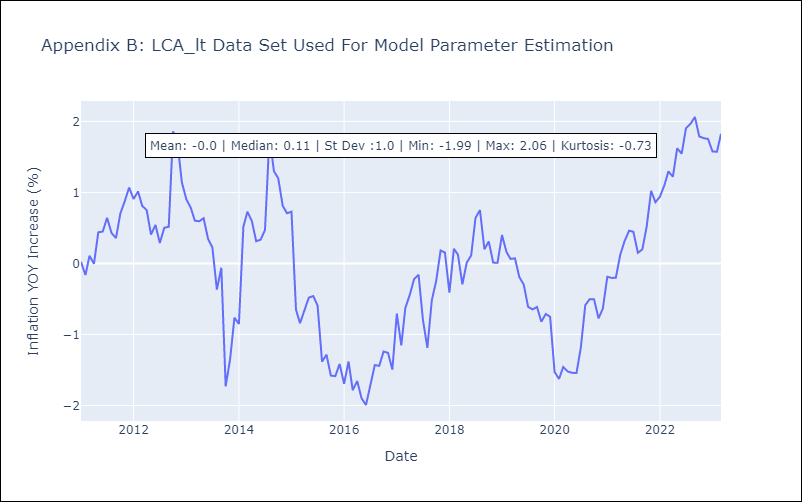 Appendix B: LCA_lt Data Set Used For Model Parameter Estimation
Mean: -0.0 | Median: 0.11 | St Dev :1.0 | Min: -1.99 | Max: 2.06 | Kurtosis: -0.73
Inflation YOY Increase (%)
2
1
0
−1
−2
2012 2014 2016 2018 2020 2022
Date